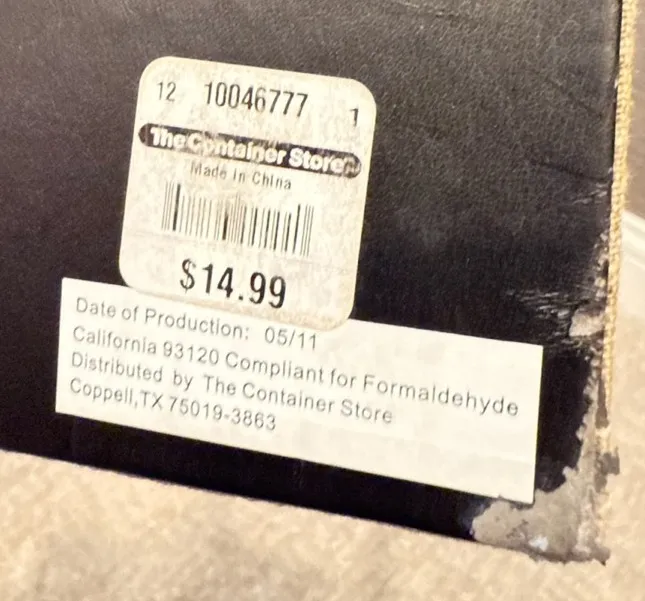 12 10046777 1
The Container Store
Made in China
$14.99
Date of Production: 05/11
California 93120 Compliant for Formaldehyde
Distributed by The Container Store
Coppell,TX 75019-3863